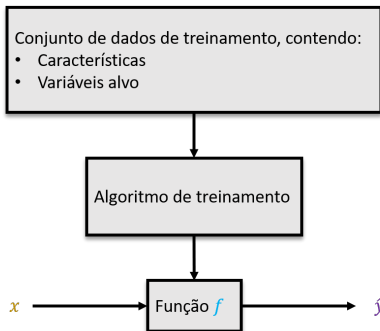 Conjunto de dados de treinamento, contendo:
• Características
• Variáveis alvo
Algoritmo de treinamento
x Função f